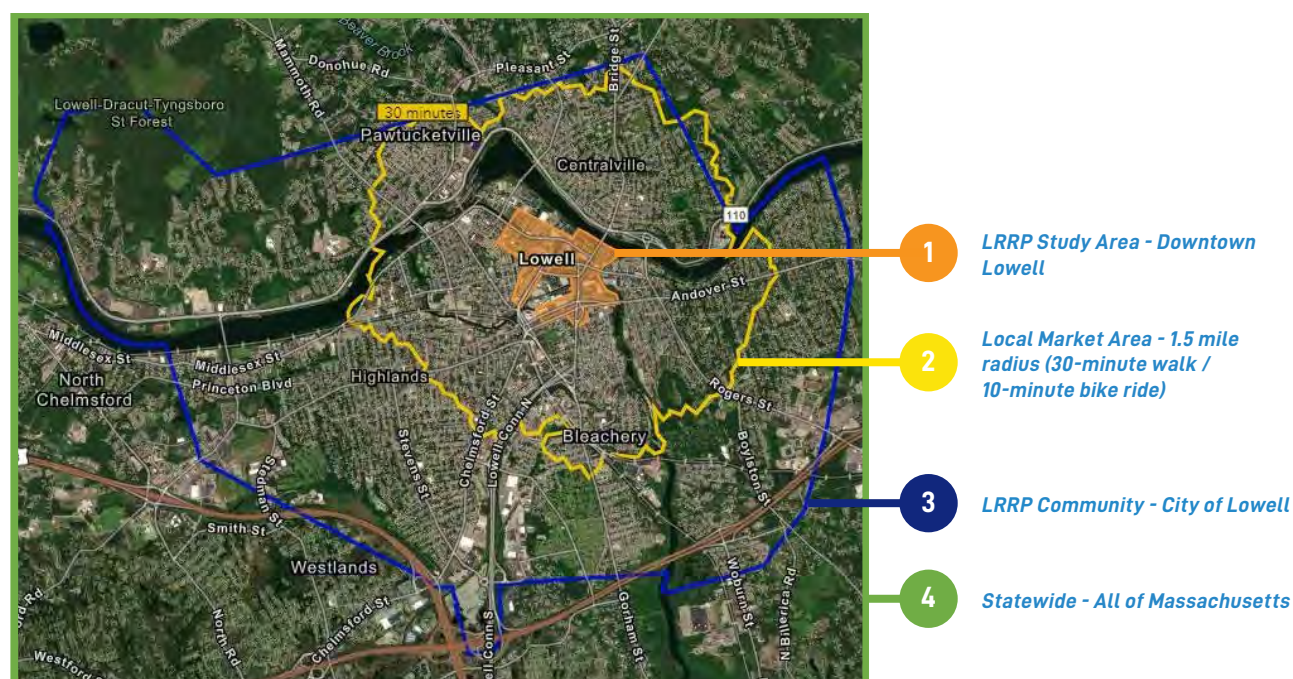 Beaver Brook
Mammoth Rd
Donohue Rd
Pleasant St
Bridge St
Lowell-Dracut-Tyngsboro
St Forest
30 minutes
Pawtucketville
Centralville
110
Lowell
Andover St
Middlesex St
Middlesex St
North
Chelmsford
Princeton Blvd
Highlands
Rogers St
Chelmsford St
Lowell Conn N
Stevens St
Bleachery
Boylston St
Stedman St
Smith St
Westlands
Chelmsford St
North Rd
Westford
ell Conn S
Gorham St
Woburn St
N Billerica Rd
ord Rd
1
LRRP Study Area - Downtown
Lowell
2
Local Market Area - 1.5 mile
radius (30-minute walk /
10-minute bike ride)
3
LRRP Community - City of Lowell
4
Statewide - All of Massachusetts